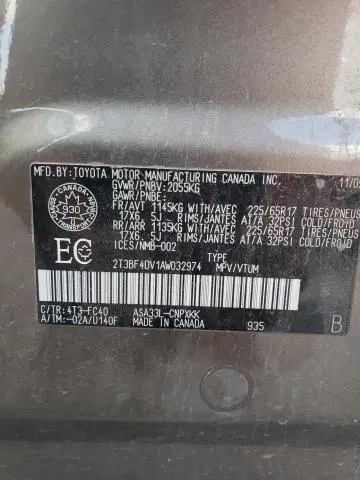 MFD.BY:TOYOTA MOTOR MANUFACTURING CANADA INC. 11/09
GVWR/PNBV: 2055KG
GAWR/PNBE:
FR/AVT 1145KG WITH/AVEC 225/65R17 TIRES/PNEUS
17X6 . 5J RIMS/JANTES AT/A 32PSI COLD/FROID
RR/ARR 1135KG WITH/AVEC 225/65R17 TIRES/PNEUS
17X6 . 5J RIMS/JANTES AT/A 32PSI COLD/FROID
ICES/NMB-002
CANADA
930
EC
TYPE
2T3BF4DV1AW032974 MPV/VTUM
C/TR:4T3-FC40 ASA33L-CNPXKK
A/TM:-02A/U140F 935 B